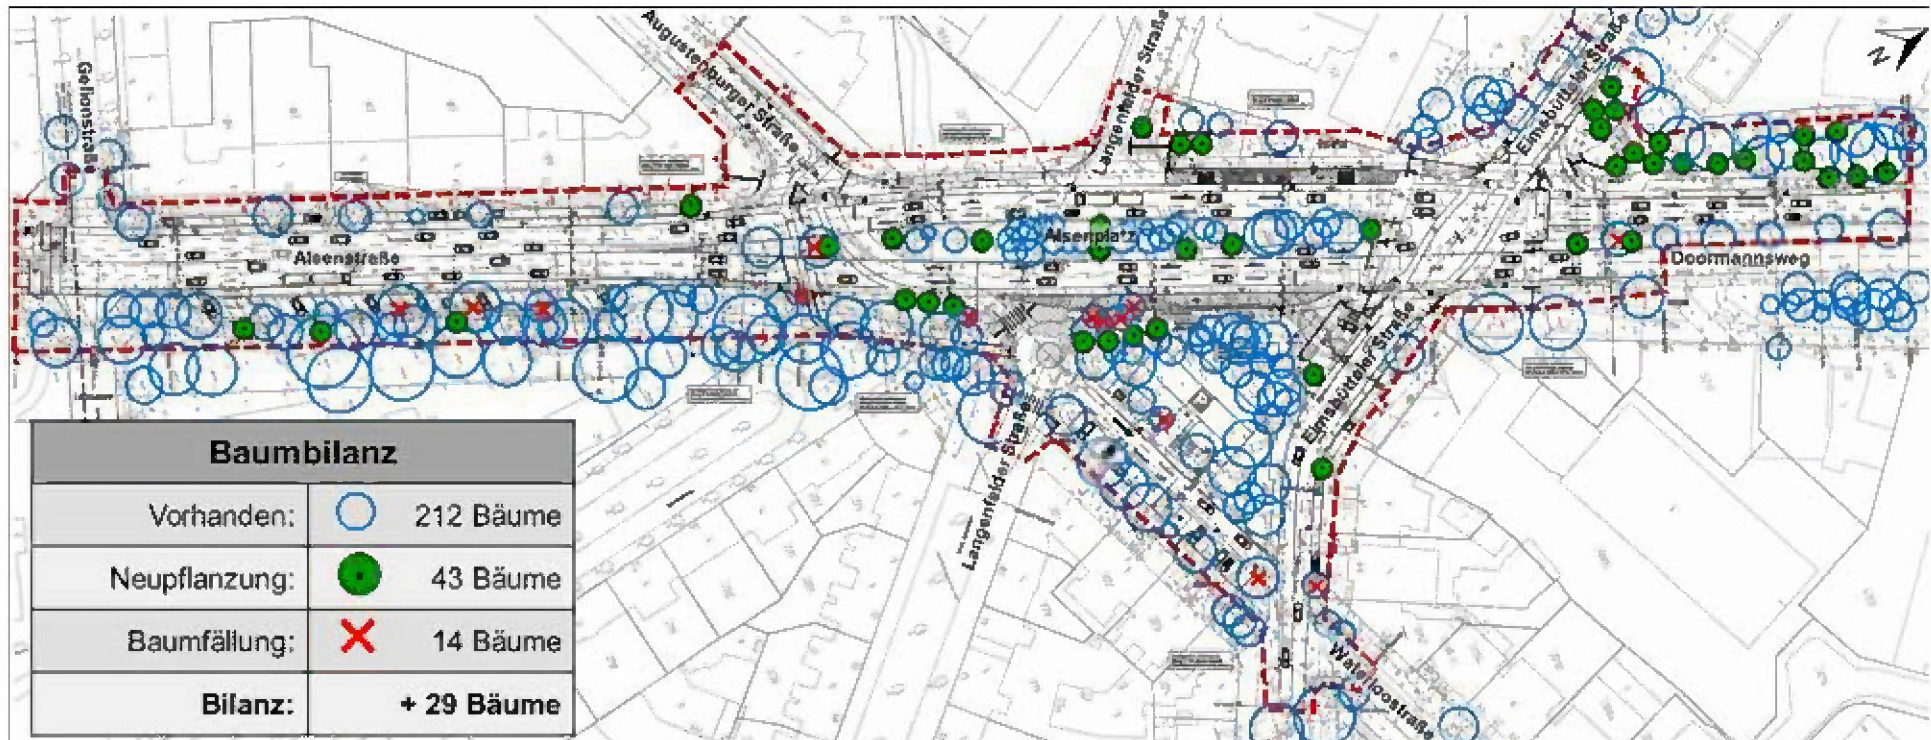 Augustenburger Straße
Langenfelder Straße
Eimsbütteler Straße
N
Gefionstraße
Alsenplatz
Alsenstraße
Doormannsweg
Eimsbütteler Straße
Langenfelder Straße
Waterloostraße
Baumbilanz
Vorhanden: 212 Bäume
Neupflanzung: 43 Bäume
Baumfällung: 14 Bäume
Bilanz: + 29 Bäume